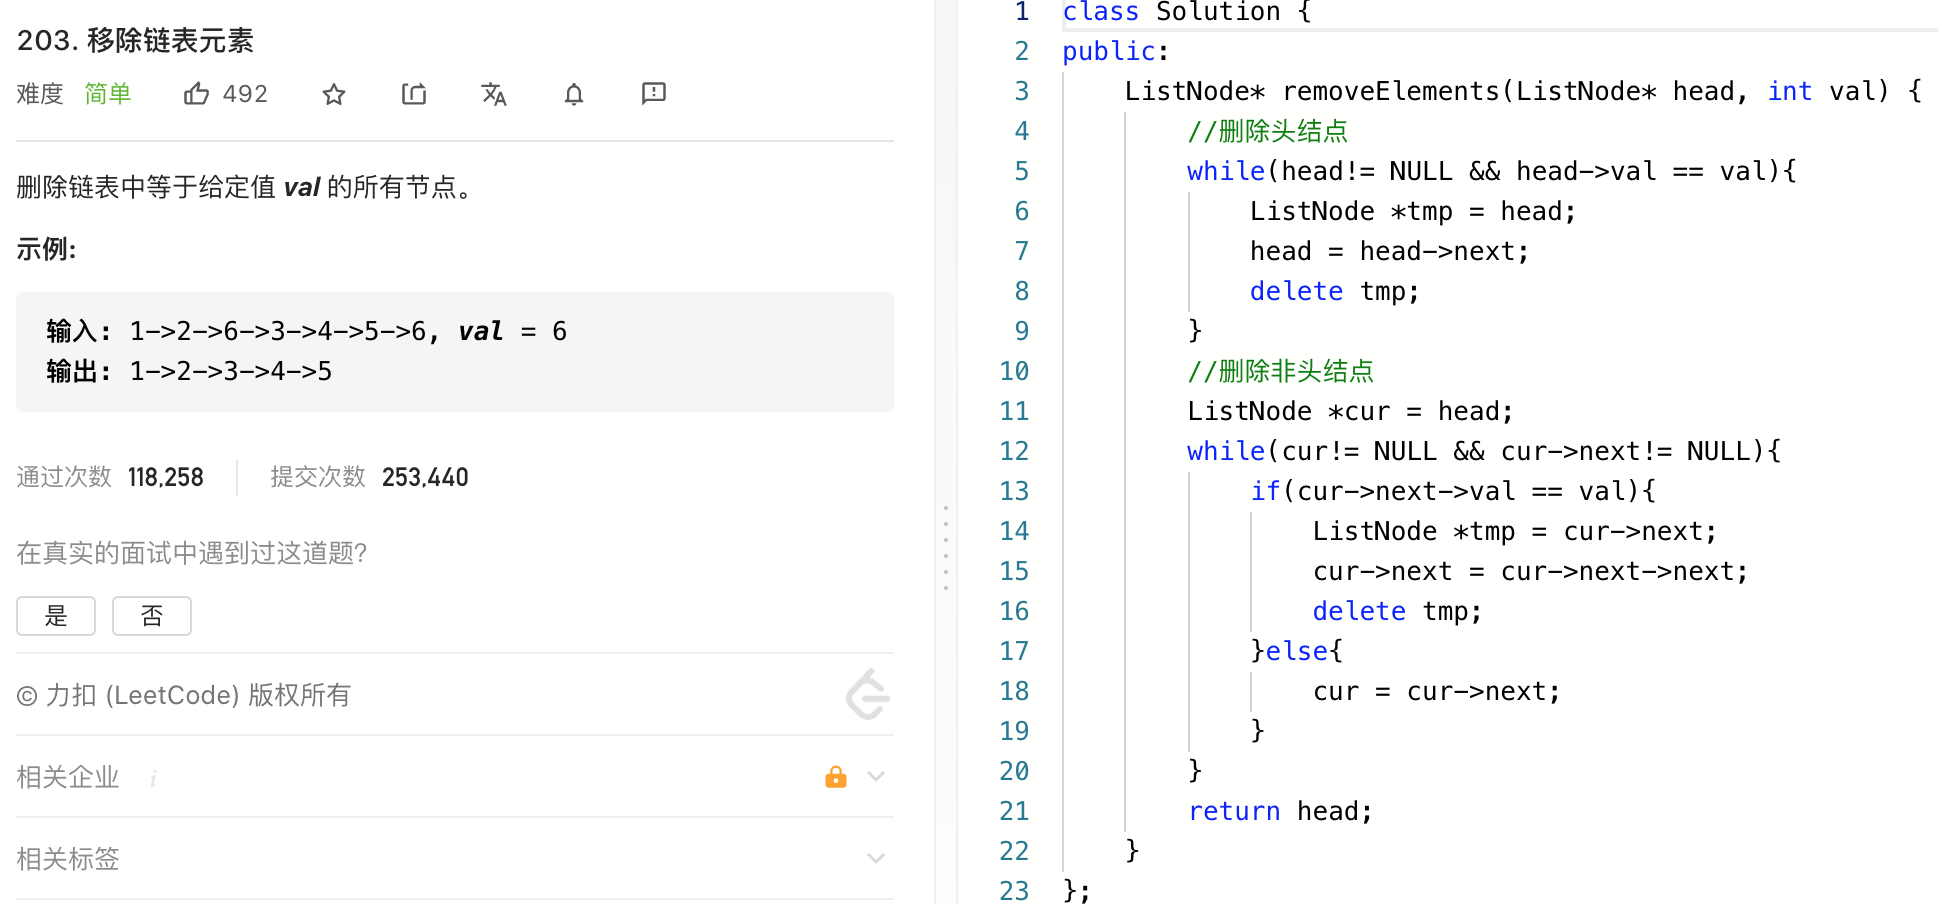 203. 移除链表元素
难度 简单 492
删除链表中等于给定值 val 的所有节点。
示例:
输入: 1->2->6->3->4->5->6, val = 6
输出: 1->2->3->4->5
通过次数 118,258 提交次数 253,440
在真实的面试中遇到过这道题?
是 否
© 力扣 (LeetCode) 版权所有
相关企业 i
相关标签
1 class Solution {
2 public:
3     ListNode* removeElements(ListNode* head, int val) {
4         //删除头结点
5         while(head!= NULL && head->val == val){
6             ListNode *tmp = head;
7             head = head->next;
8             delete tmp;
9         }
10         //删除非头结点
11         ListNode *cur = head;
12         while(cur!= NULL && cur->next!= NULL){
13             if(cur->next->val == val){
14                 ListNode *tmp = cur->next;
15                 cur->next = cur->next->next;
16                 delete tmp;
17             }else{
18                 cur = cur->next;
19             }
20         }
21         return head;
22     }
23 };